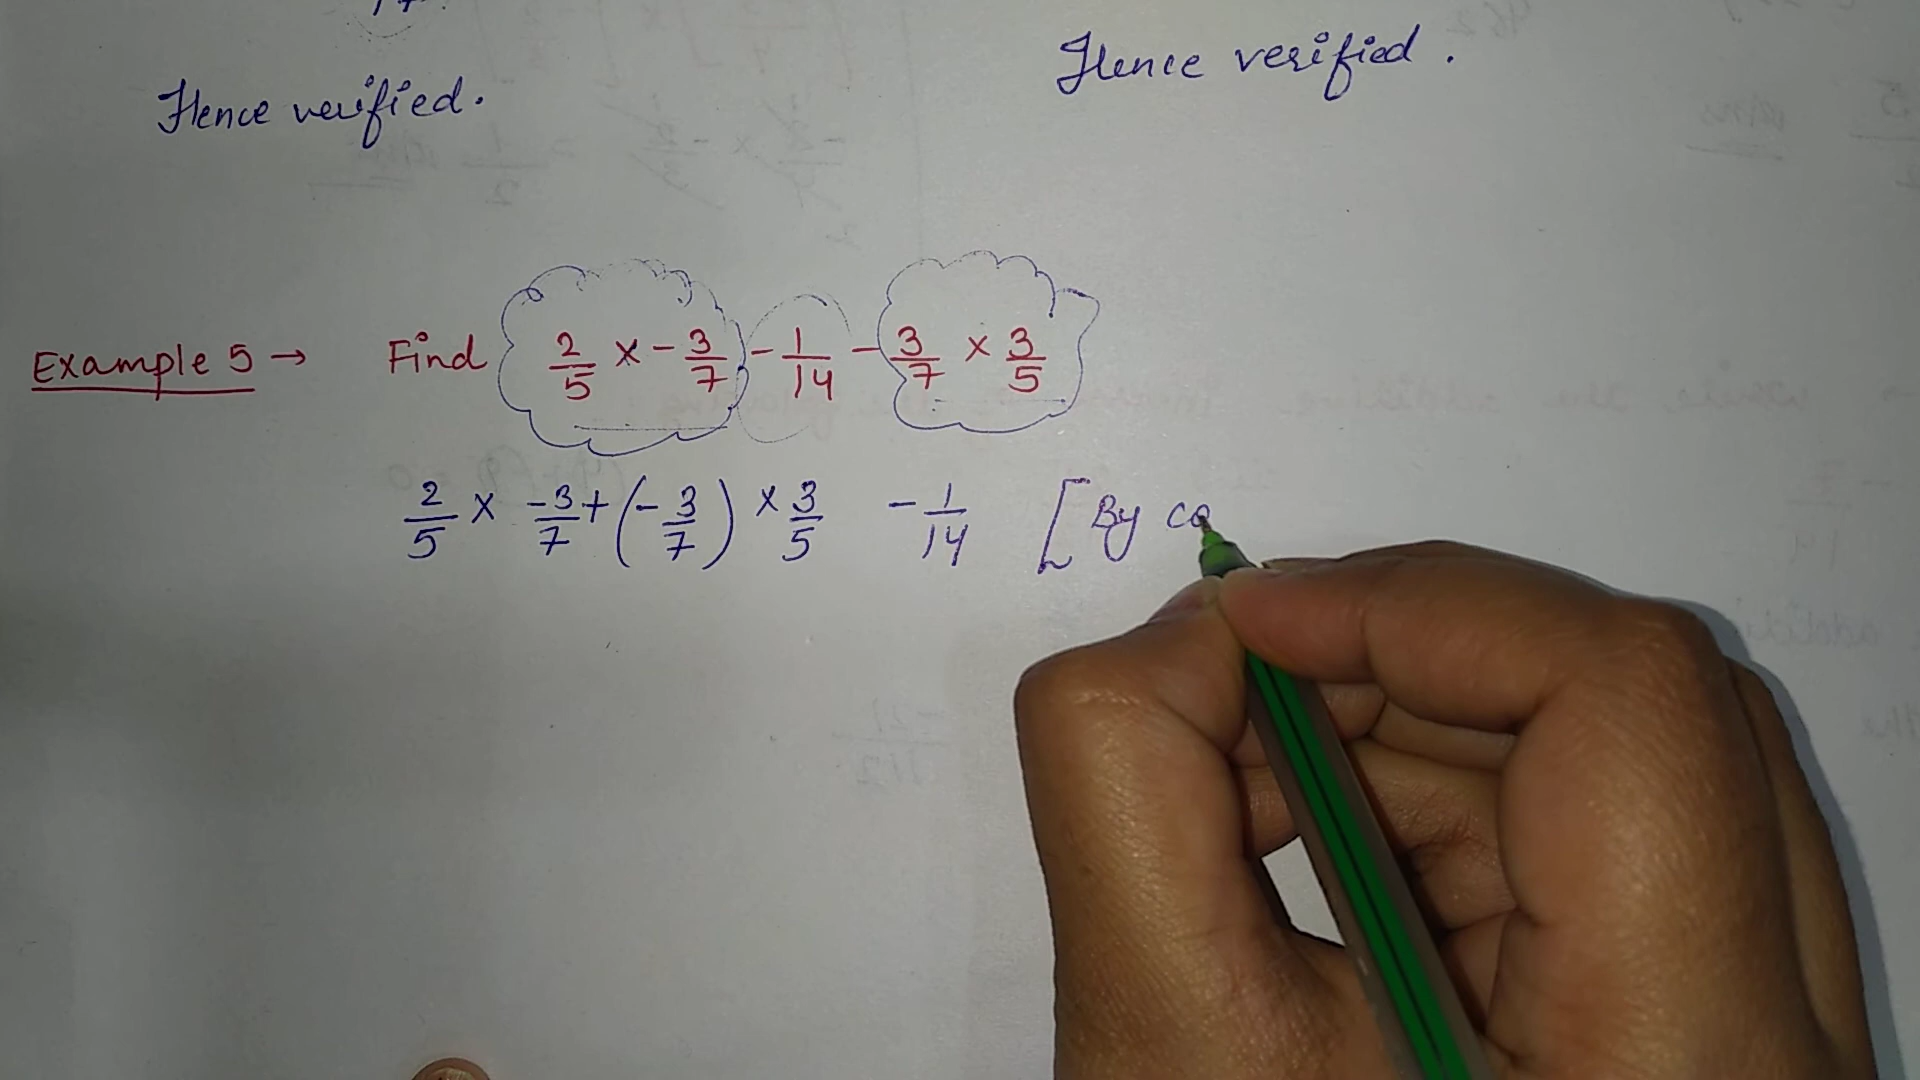 Hence verified.
Hence verified.
Example 5 → Find 2/5 × -3/7 - 1/14 - 3/7 × 3/5
2/5 × -3/7 + (-3/7) × 3/5 - 1/14 [By co